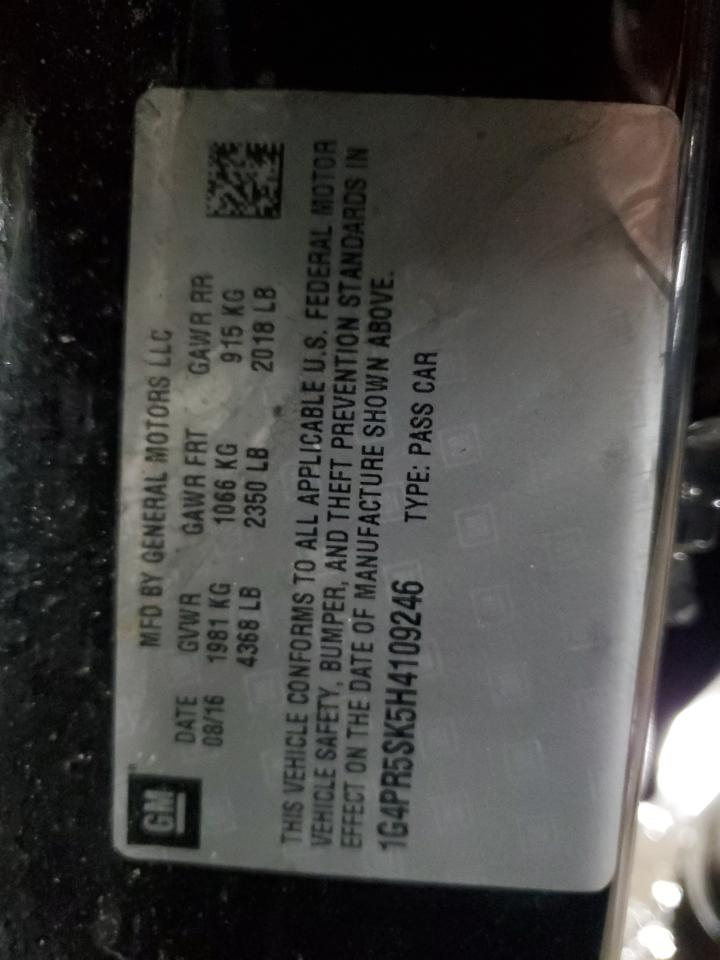 GM
MFD BY GENERAL MOTORS LLC
DATE GVWR GAWR FRT GAWR RR
08/16 1981 KG 1066 KG 915 KG
4368 LB 2350 LB 2018 LB
THIS VEHICLE CONFORMS TO ALL APPLICABLE U.S. FEDERAL MOTOR
VEHICLE SAFETY, BUMPER, AND THEFT PREVENTION STANDARDS IN
EFFECT ON THE DATE OF MANUFACTURE SHOWN ABOVE.
1G4PR5SK5H4109246 TYPE: PASS CAR